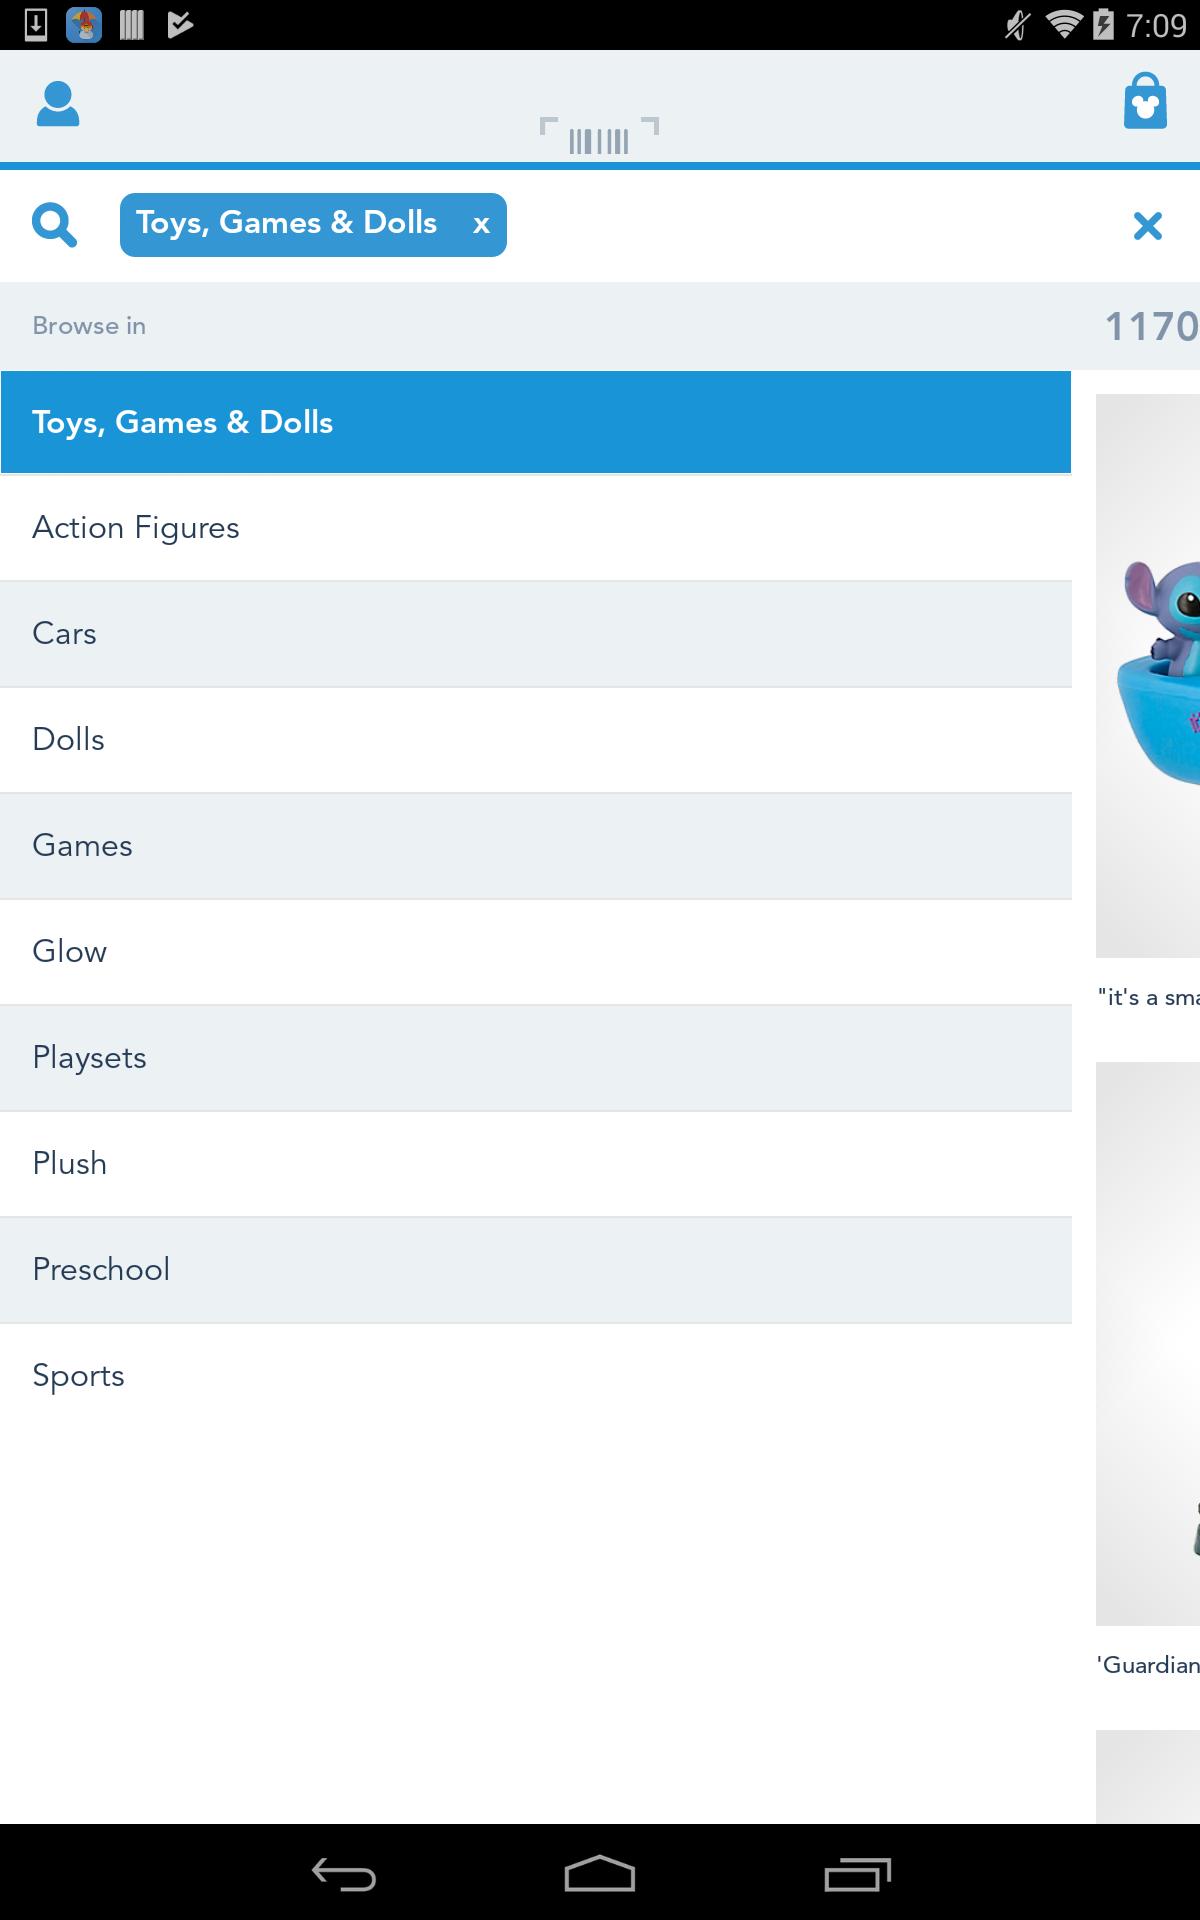 7:09
Toys, Games & Dolls x
Browse in
1170
Toys, Games & Dolls
Action Figures
Cars
Dolls
Games
Glow
Playsets
Plush
Preschool
Sports
"it's a sma
'Guardian